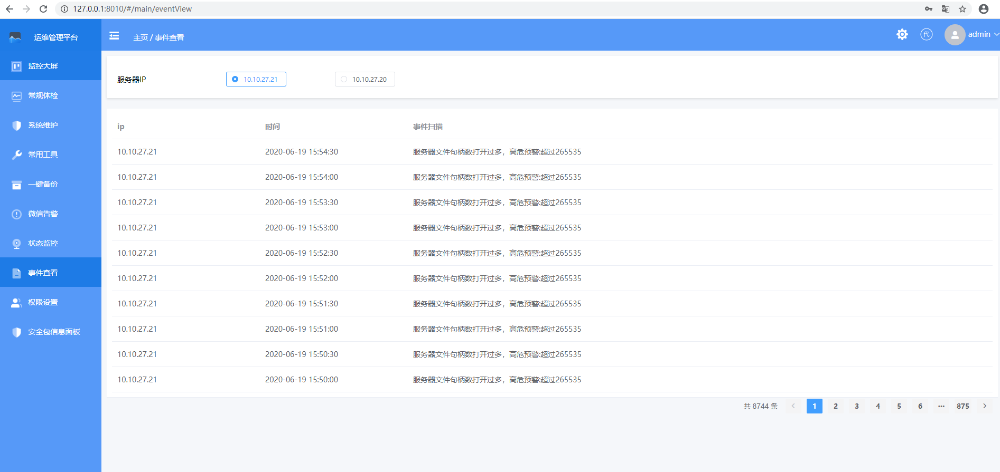 127.0.0.1:8010/#/main/eventView
运维管理平台
主页 / 事件查看
代
admin
监控大屏
常规体检
系统维护
常用工具
一键备份
微信告警
状态监控
事件查看
权限设置
安全包信息面板
服务器IP 10.10.27.21 10.10.27.20
ip 时间 事件扫描
10.10.27.21 2020-06-19 15:54:30 服务器文件句柄数打开过多，高危预警:超过265535
10.10.27.21 2020-06-19 15:54:00 服务器文件句柄数打开过多，高危预警:超过265535
10.10.27.21 2020-06-19 15:53:30 服务器文件句柄数打开过多，高危预警:超过265535
10.10.27.21 2020-06-19 15:53:00 服务器文件句柄数打开过多，高危预警:超过265535
10.10.27.21 2020-06-19 15:52:30 服务器文件句柄数打开过多，高危预警:超过265535
10.10.27.21 2020-06-19 15:52:00 服务器文件句柄数打开过多，高危预警:超过265535
10.10.27.21 2020-06-19 15:51:30 服务器文件句柄数打开过多，高危预警:超过265535
10.10.27.21 2020-06-19 15:51:00 服务器文件句柄数打开过多，高危预警:超过265535
10.10.27.21 2020-06-19 15:50:30 服务器文件句柄数打开过多，高危预警:超过265535
10.10.27.21 2020-06-19 15:50:00 服务器文件句柄数打开过多，高危预警:超过265535
共 8744 条 1 2 3 4 5 6 ··· 875